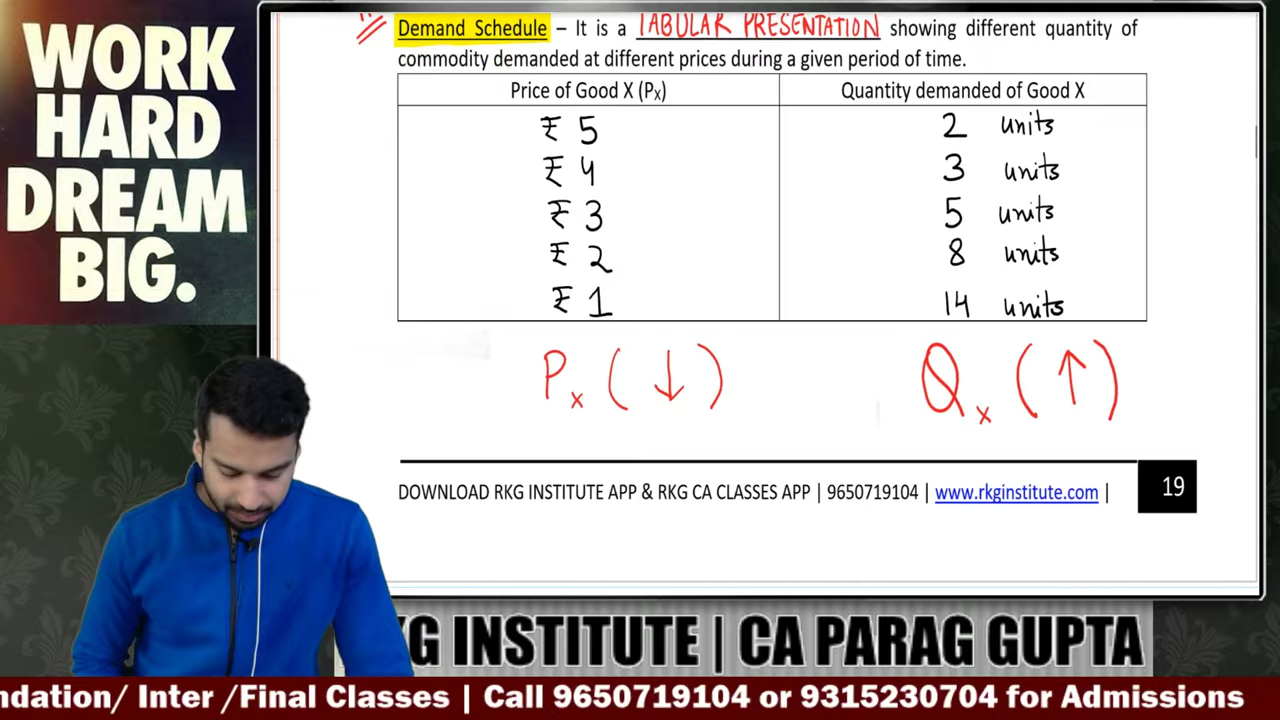 WORK
HARD
DREAM
BIG.
Demand Schedule – It is a TABULAR PRESENTATION showing different quantity of
commodity demanded at different prices during a given period of time.
Price of Good X (Pₓ) Quantity demanded of Good X
₹ 5 2 units
₹ 4 3 units
₹ 3 5 units
₹ 2 8 units
₹ 1 14 units
Pₓ (↓) Qₓ (↑)
DOWNLOAD RKG INSTITUTE APP & RKG CA CLASSES APP | 9650719104 | www.rkginstitute.com |
19
KG INSTITUTE | CA PARAG GUPTA
ndation/ Inter /Final Classes | Call 9650719104 or 9315230704 for Admissions